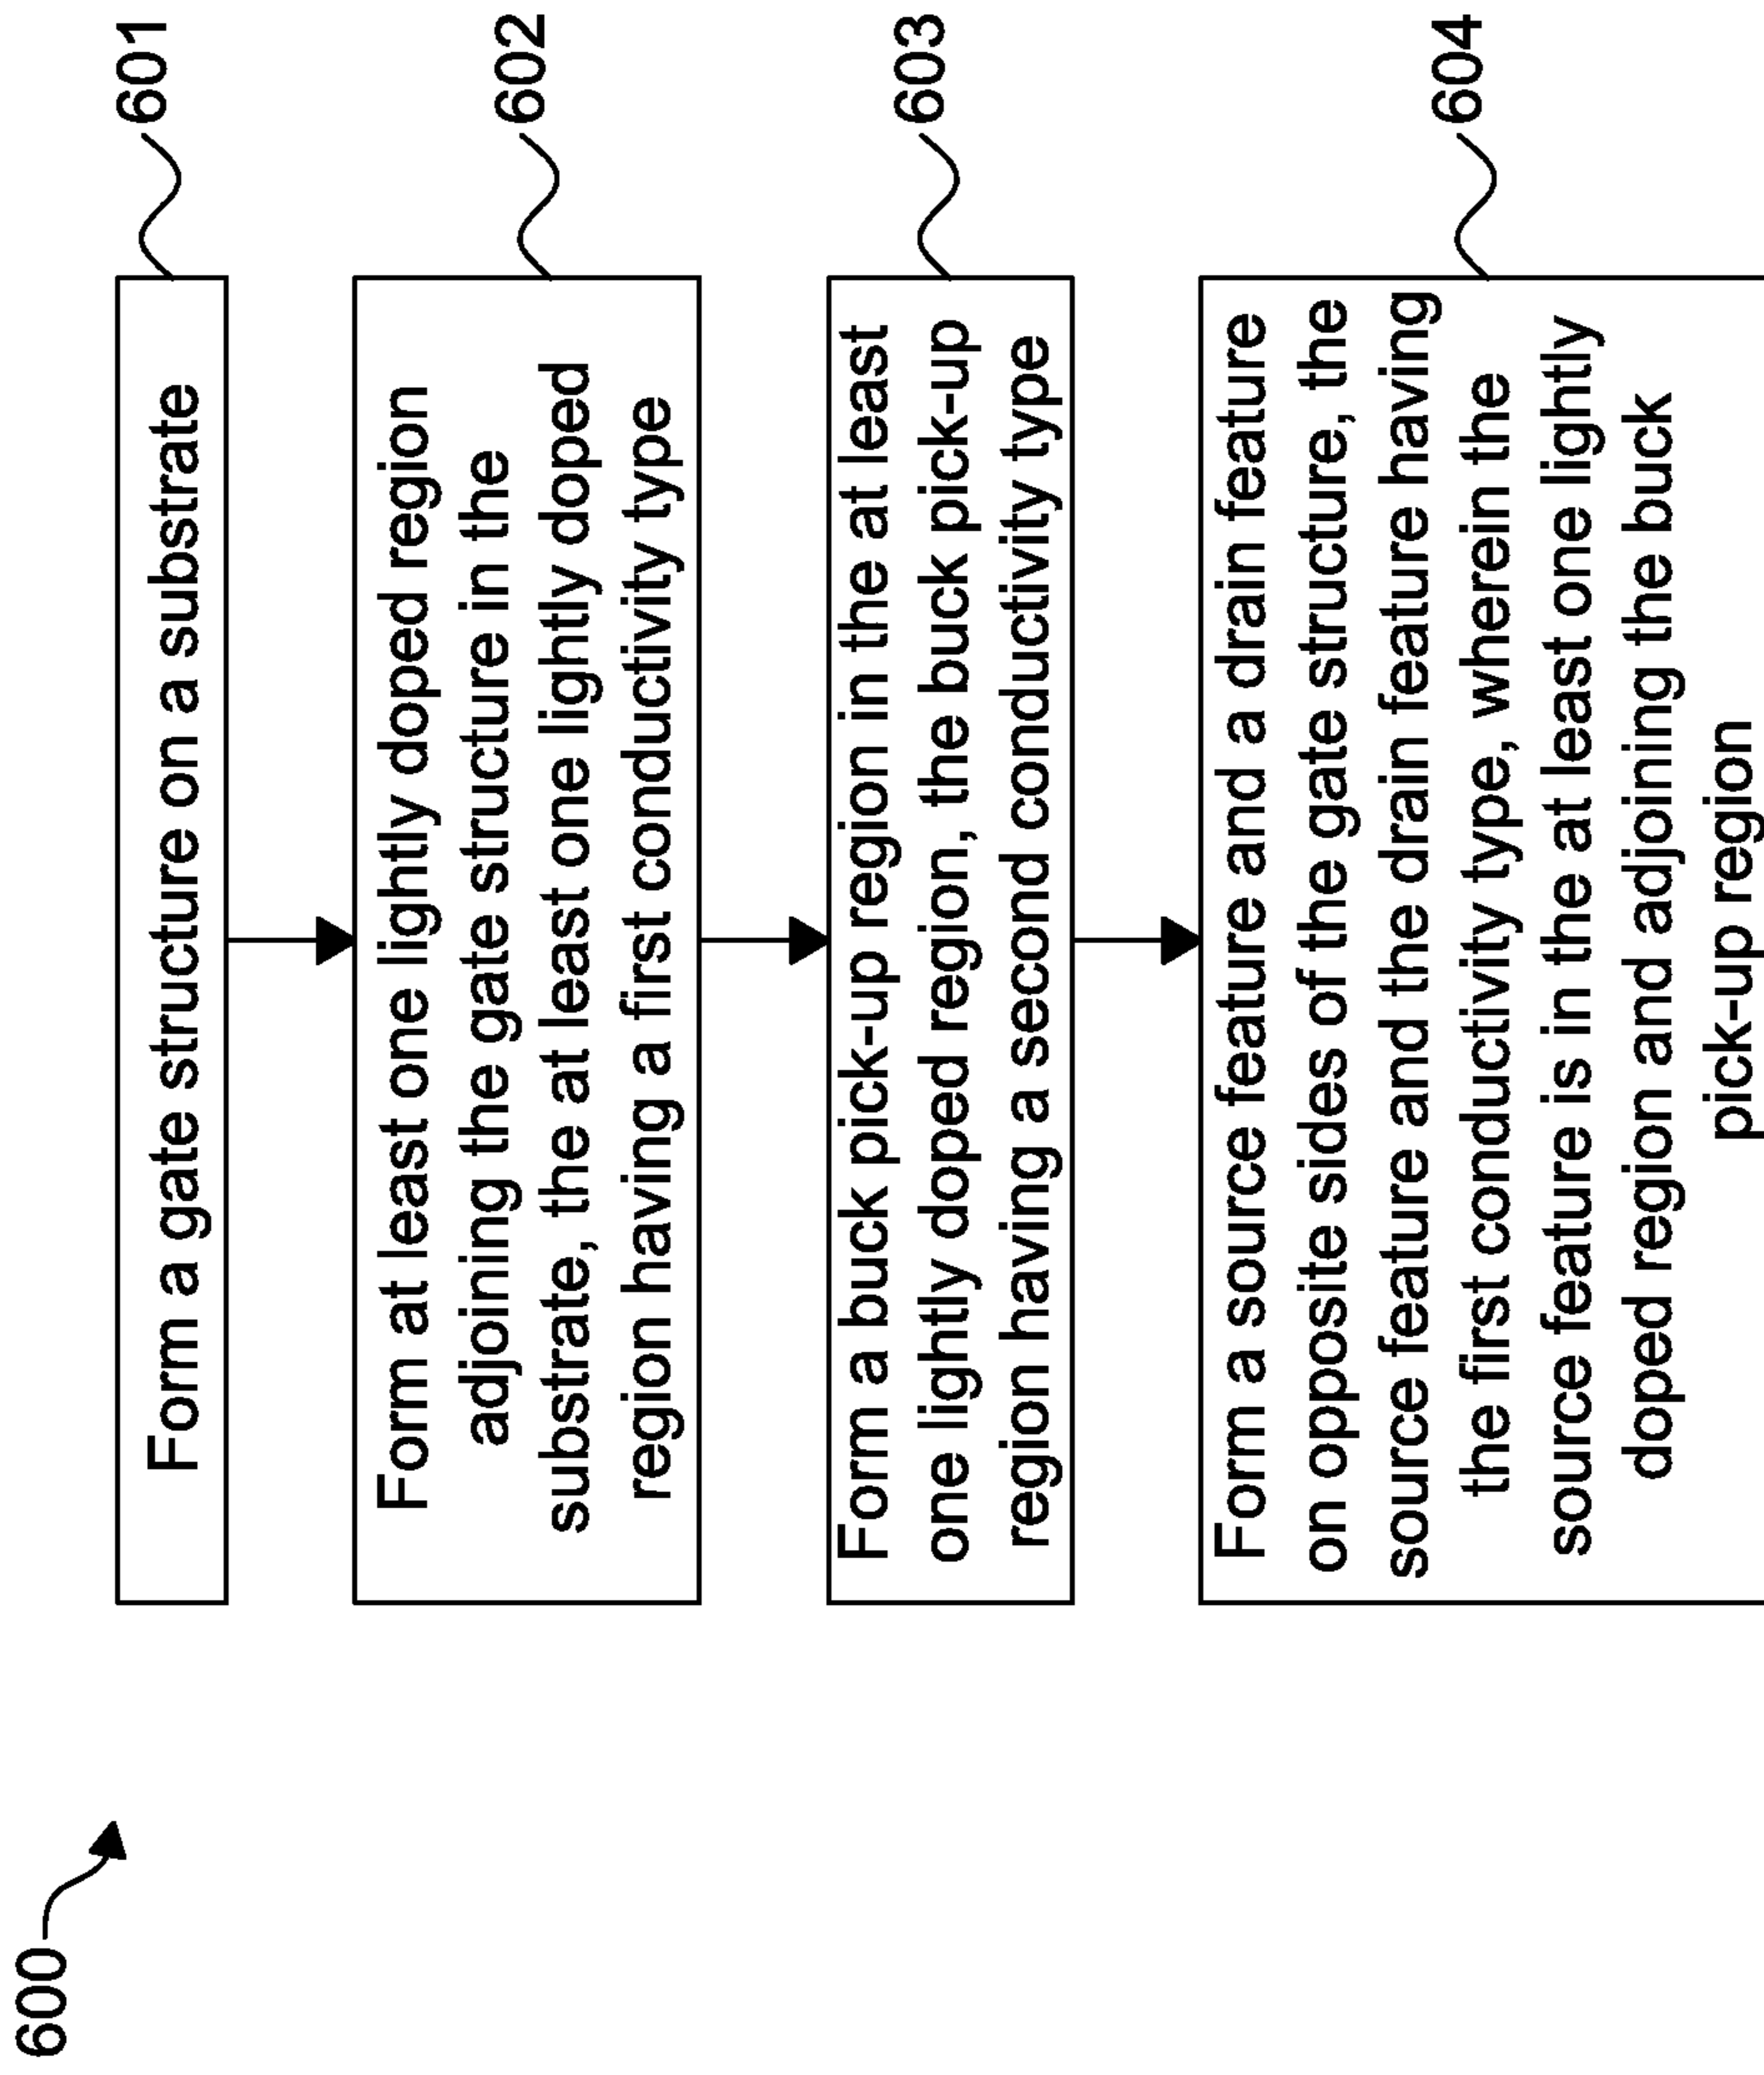 600
601
Form a gate structure on a substrate
602
Form at least one lightly doped region
adjoining the gate structure in the
substrate, the at least one lightly doped
region having a first conductivity type
603
Form a buck pick-up region in the at least
one lightly doped region, the buck pick-up
region having a second conductivity type
604
Form a source feature and a drain feature
on opposite sides of the gate structure, the
source feature and the drain feature having
the first conductivity type, wherein the
source feature is in the at least one lightly
doped region and adjoining the buck
pick-up region